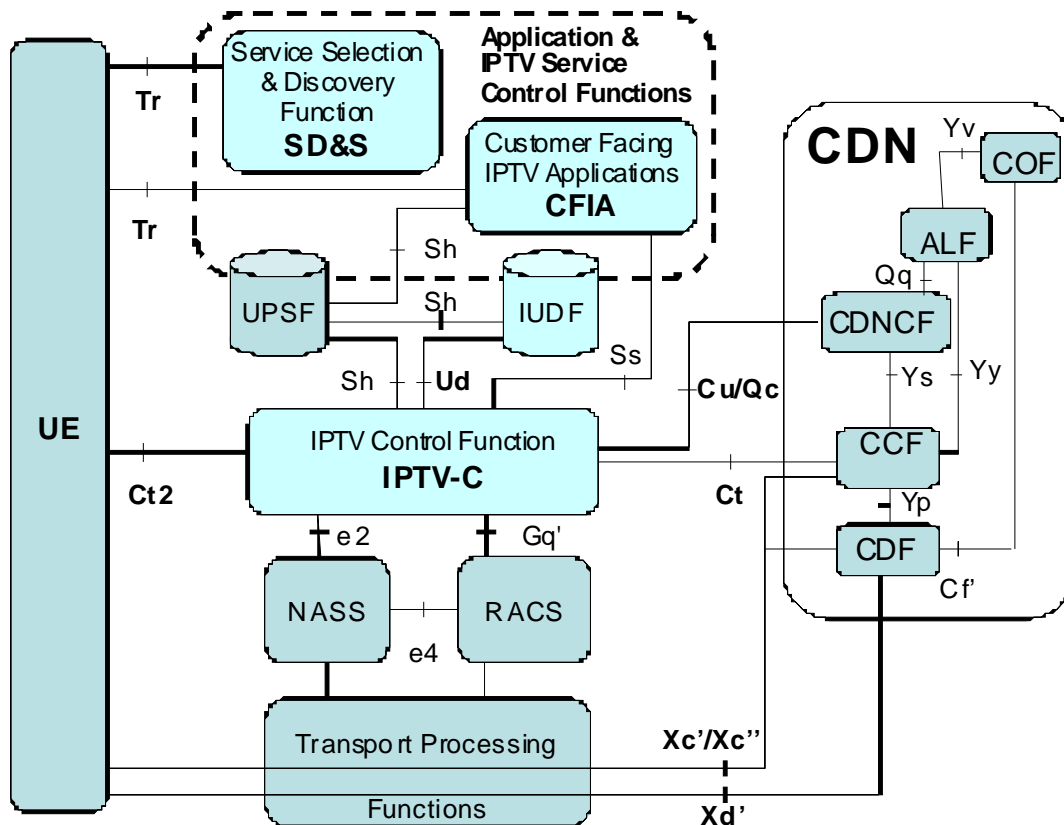 Service Selection
& Discovery
Function
SD&S
Application &
IPTV Service
Control Functions
Tr
Customer Facing
IPTV Applications
CFIA
Tr
CDN
Yv
COF
ALF
Sh
Qq
UPSF
Sh
IUDF
CDNCF
Sh
Ud
Ss
Cu/Qc
Ys
Yy
UE
IPTV Control Function
IPTV-C
CCF
Ct2
Ct
Yp
e2
Gq’
CDF
Cf’
NASS
RACS
e4
Transport Processing
Functions
Xc’/Xc’’
Xd’